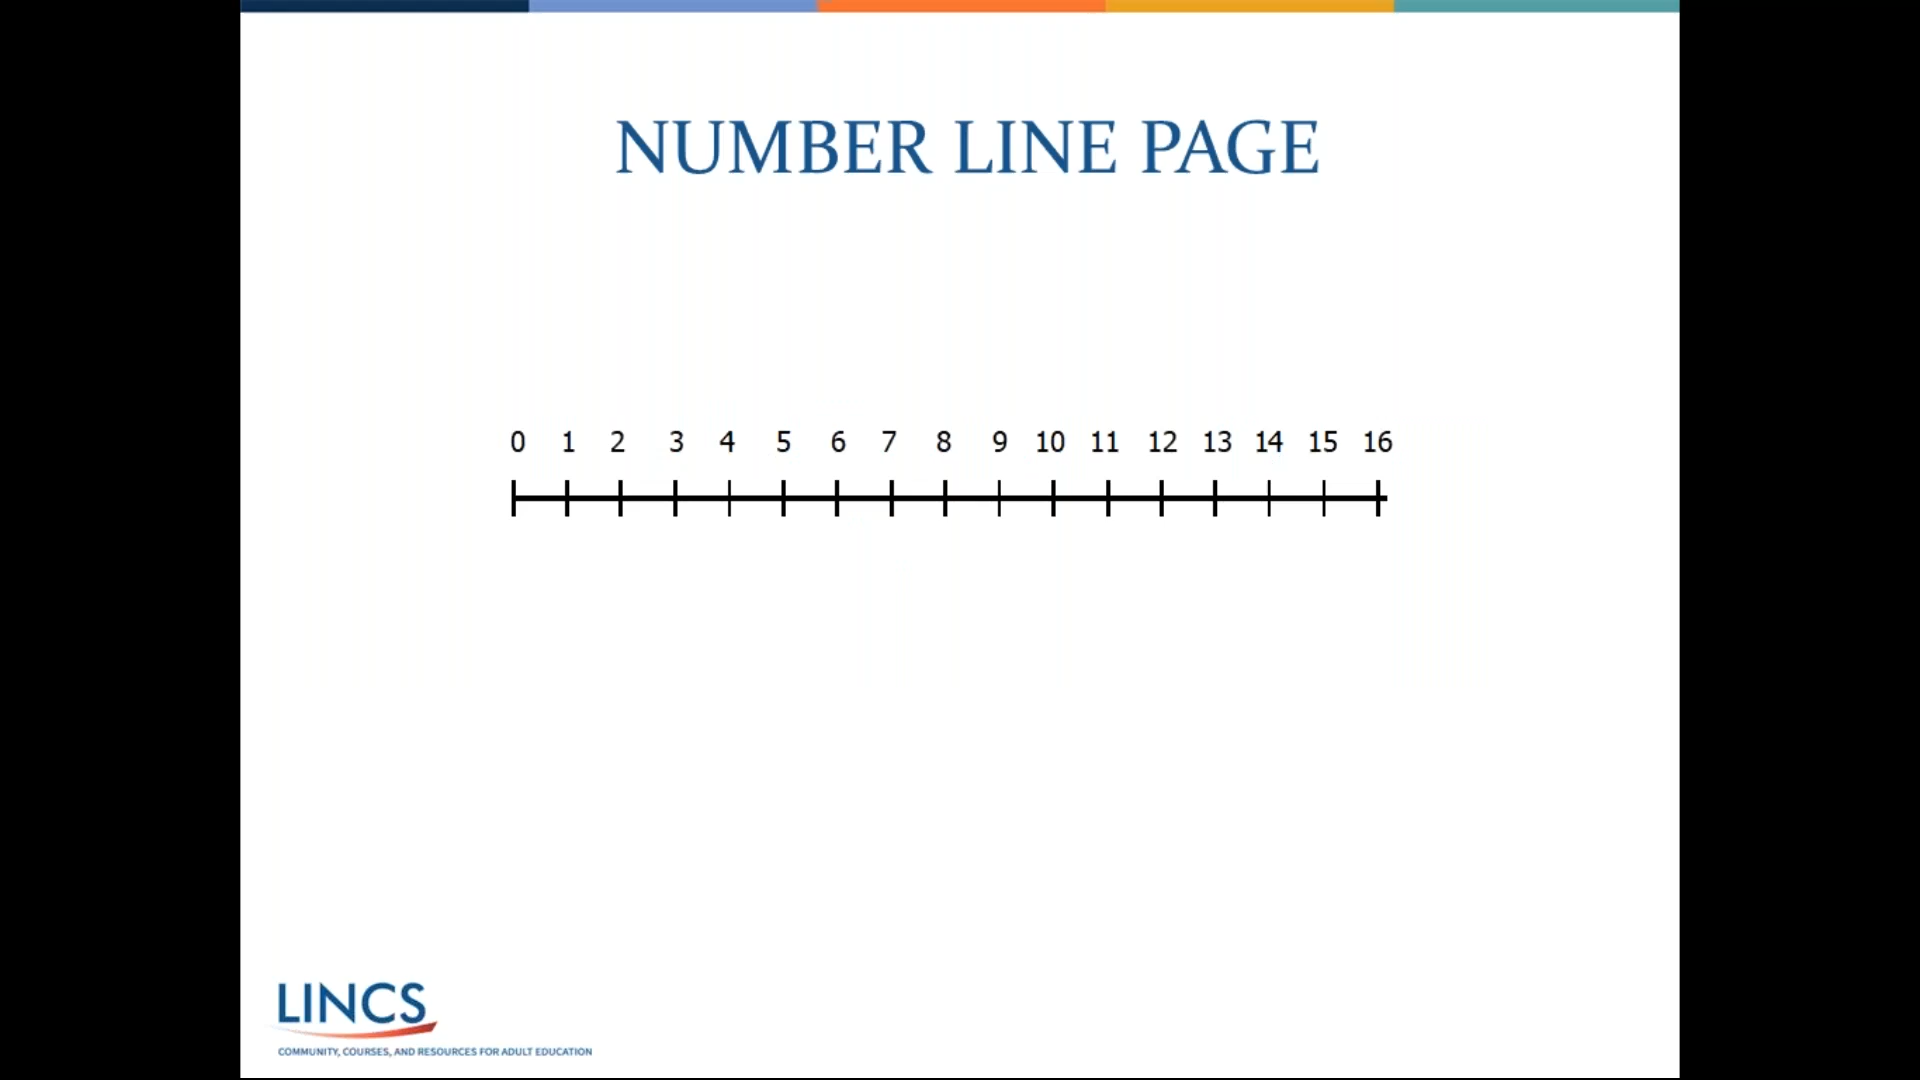 NUMBER LINE PAGE
0 1 2 3 4 5 6 7 8 9 10 11 12 13 14 15 16
LINCS
COMMUNITY, COURSES, AND RESOURCES FOR ADULT EDUCATION